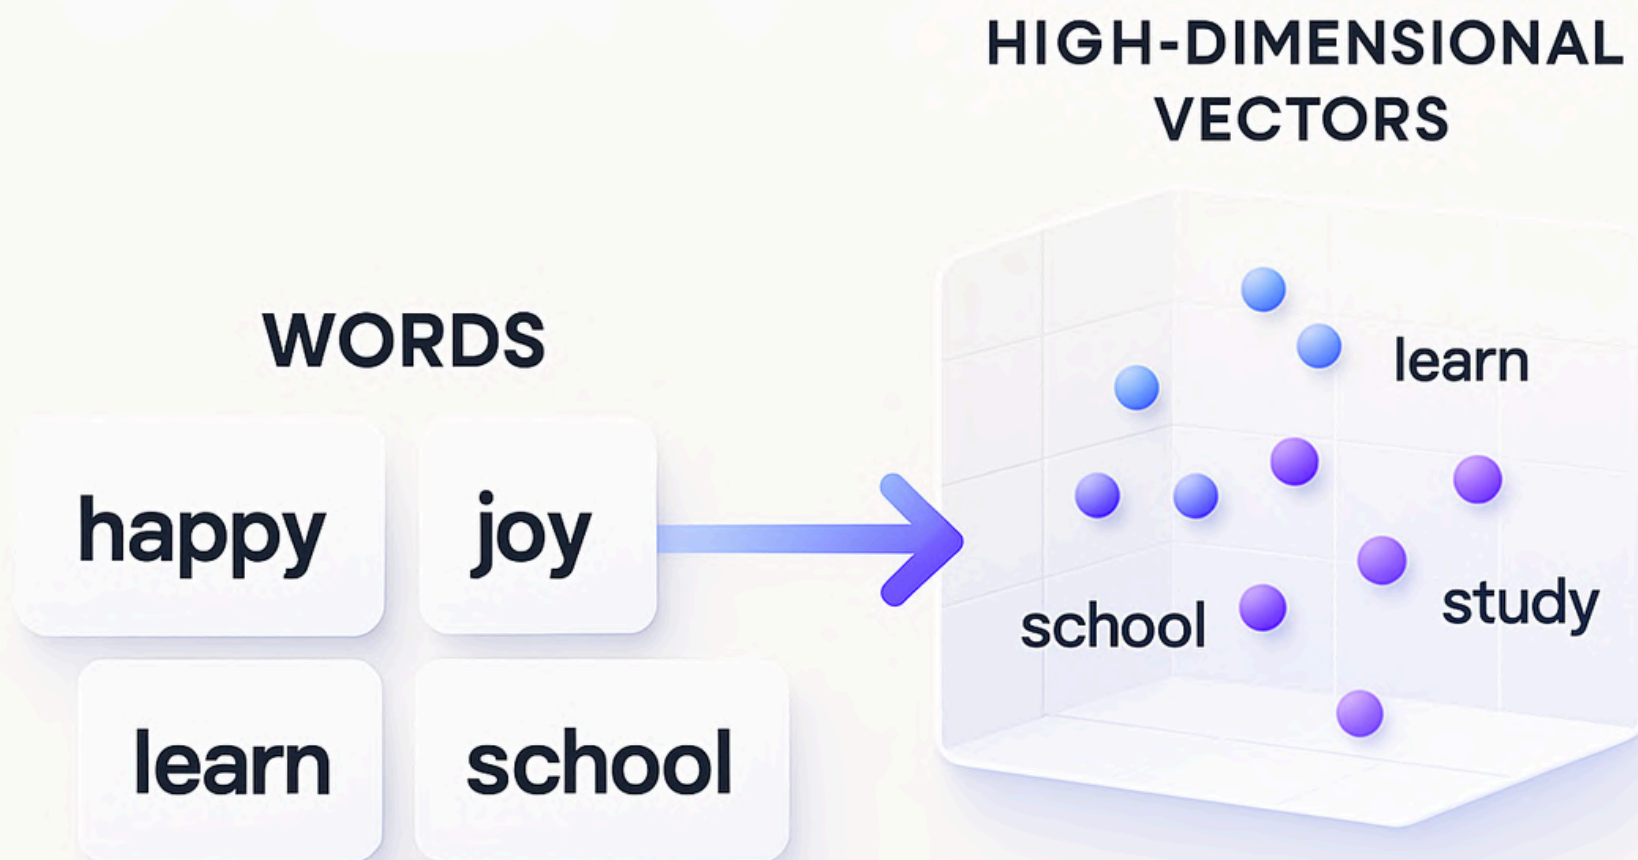 HIGH-DIMENSIONAL
VECTORS
WORDS
happy
joy
learn
school
learn
school
study